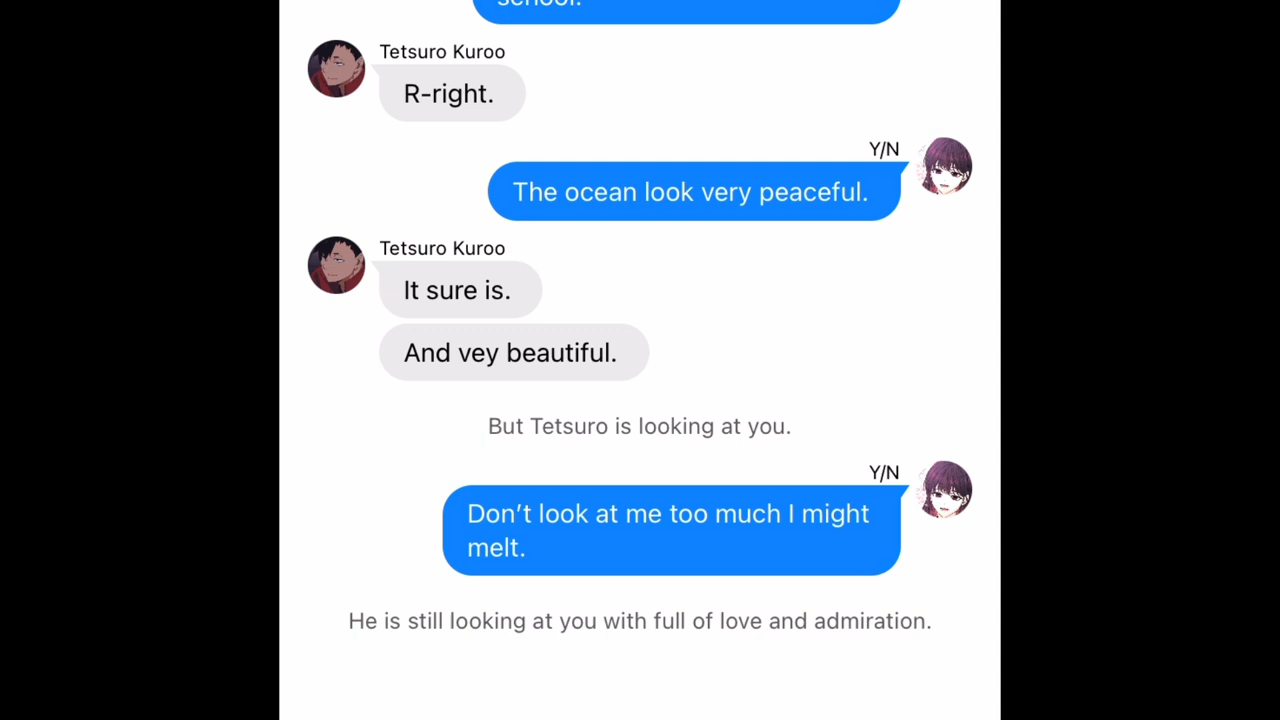 school.
Tetsuro Kuroo
R-right.
Y/N
The ocean look very peaceful.
Tetsuro Kuroo
It sure is.
And vey beautiful.
But Tetsuro is looking at you.
Y/N
Don’t look at me too much I might
melt.
He is still looking at you with full of love and admiration.